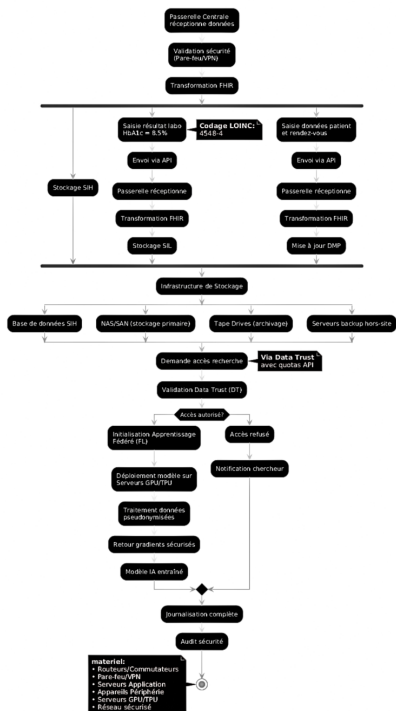 Passerelle Centrale
réceptionne données
Validation sécurité
(Pare-feu/VPN)
Transformation FHIR
Stockage SIH
Saisie résultat labo
HbA1c = 8.5%
Codage LOINC:
4548-4
Envoi via API
Passerelle réceptionne
Transformation FHIR
Stockage SIL
Saisie données patient
et rendez-vous
Envoi via API
Passerelle réceptionne
Transformation FHIR
Mise à jour DMP
Infrastructure de Stockage
Base de données SIH
NAS/SAN (stockage primaire)
Tape Drives (archivage)
Serveurs backup hors-site
Demande accès recherche
Via Data Trust
avec quotas API
Validation Data Trust (DT)
Accès autorisé?
Initialisation Apprentissage
Fédéré (FL)
Déploiement modèle sur
Serveurs GPU/TPU
Traitement données
pseudonymisées
Retour gradients sécurisés
Modèle IA entraîné
Accès refusé
Notification chercheur
Journalisation complète
Audit sécurité
materiel:
• Routeurs/Commutateurs
• Pare-feu/VPN
• Serveurs Application
• Appareils Périphérie
• Serveurs GPU/TPU
• Réseau sécurisé